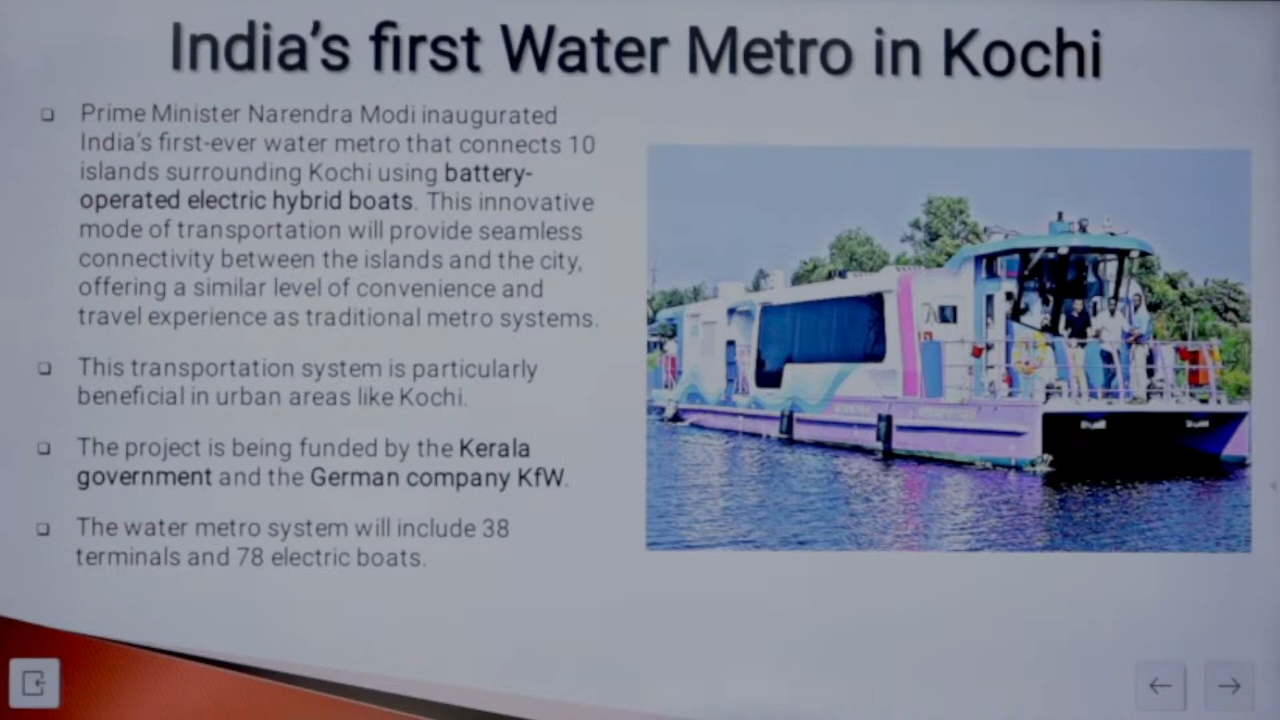 India's first Water Metro in Kochi
Prime Minister Narendra Modi inaugurated
India's first-ever water metro that connects 10
islands surrounding Kochi using battery-
operated electric hybrid boats. This innovative
mode of transportation will provide seamless
connectivity between the islands and the city,
offering a similar level of convenience and
travel experience as traditional metro systems.
This transportation system is particularly
beneficial in urban areas like Kochi.
The project is being funded by the Kerala
government and the German company KfW.
The water metro system will include 38
terminals and 78 electric boats.